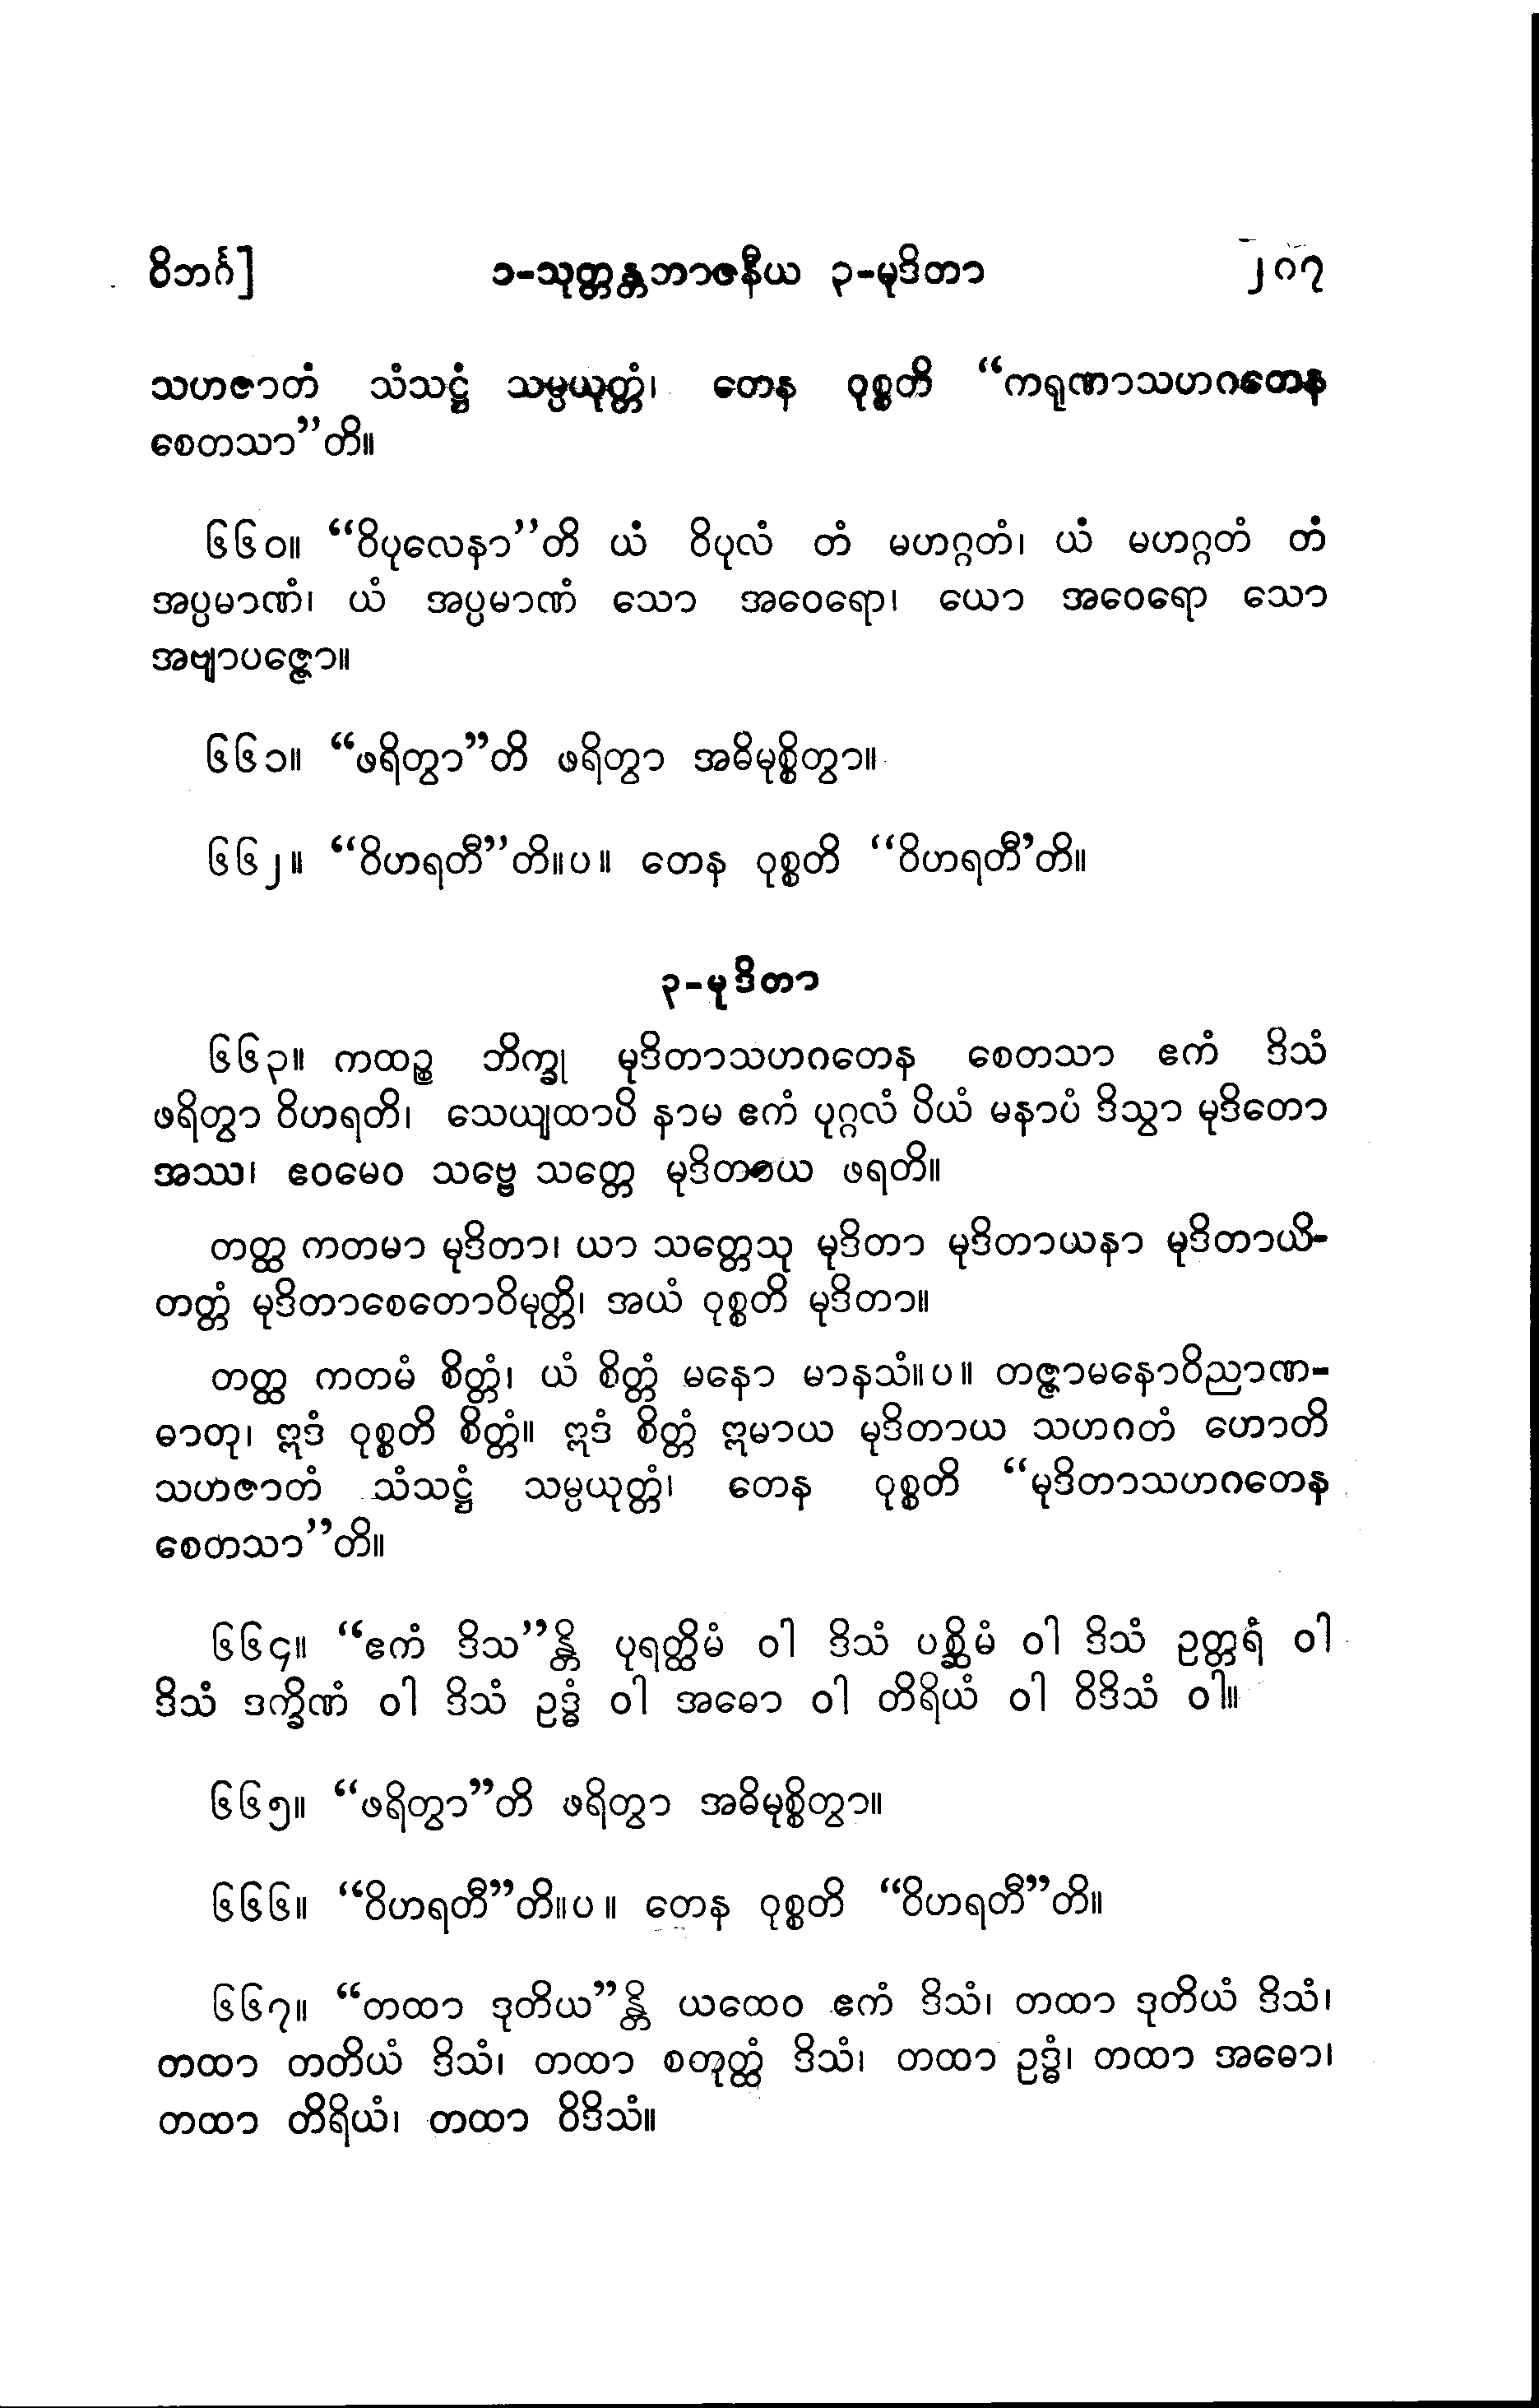 ဝိဘင်္ဂ] ၁-သုတ္တန္တဘာဇနီယ ၃-မုဒိတာ ၂၈၇
သဟဇာတံ သံသဋ္ဌံ သမ္ပယုတ္တံ၊ တေန ဝုစ္စတိ “ကရုဏာသဟဂတေန
စေတသာ”တိ။
၆၆၀။ “ဝိပုလေနာ”တိ ယံ ဝိပုလံ တံ မဟဂ္ဂတံ၊ ယံ မဟဂ္ဂတံ တံ
အပ္ပမာဏံ၊ ယံ အပ္ပမာဏံ သော အဝေရော၊ ယော အဝေရော သော
အဗျာပဇ္ဇော။
၆၆၁။ “ဖရိတွာ”တိ ဖရိတွာ အဓိမုစ္စိတွာ။
၆၆၂။ “ဝိဟရတီ”တိ။ပ။ တေန ဝုစ္စတိ “ဝိဟရတီ’တိ။
၃-မုဒိတာ
၆၆၃။ ကထဉ္စ ဘိက္ခု မုဒိတာသဟဂတေန စေတသာ ဧကံ ဒိသံ
ဖရိတွာ ဝိဟရတိ၊ သေယျထာပိ နာမ ဧကံ ပုဂ္ဂလံ ပိယံ မနာပံ ဒိသွာ မုဒိတော
အဿ၊ ဧဝမေဝ သဗ္ဗေ သတ္တေ မုဒိတာယ ဖရတိ။
တတ္ထ ကတမာ မုဒိတာ၊ ယာ သတ္တေသု မုဒိတာ မုဒိတာယနာ မုဒိတာယိ-
တတ္တံ မုဒိတာစေတောဝိမုတ္တိ၊ အယံ ဝုစ္စတိ မုဒိတာ။
တတ္ထ ကတမံ စိတ္တံ၊ ယံ စိတ္တံ မနော မာနသံ။ပ။ တဇ္ဇာမနောဝိညာဏ-
ဓာတု၊ ဣဒံ ဝုစ္စတိ စိတ္တံ။ ဣဒံ စိတ္တံ ဣမာယ မုဒိတာယ သဟဂတံ ဟောတိ
သဟဇာတံ သံသဋ္ဌံ သမ္ပယုတ္တံ၊ တေန ဝုစ္စတိ “မုဒိတာသဟဂတေန
စေတသာ”တိ။
၆၆၄။ “ဧကံ ဒိသ”န္တိ ပုရတ္ထိမံ ဝါ ဒိသံ ပစ္ဆိမံ ဝါ ဒိသံ ဥတ္တရံ ဝါ
ဒိသံ ဒက္ခိဏံ ဝါ ဒိသံ ဥဒ္ဓံ ဝါ အဓော ဝါ တိရိယံ ဝါ ဝိဒိသံ ဝါ။
၆၆၅။ “ဖရိတွာ”တိ ဖရိတွာ အဓိမုစ္စိတွာ။
၆၆၆။ “ဝိဟရတီ”တိ။ပ။ တေန ဝုစ္စတိ “ဝိဟရတီ”တိ။
၆၆၇။ “တထာ ဒုတိယ”န္တိ ယထေဝ ဧကံ ဒိသံ၊ တထာ ဒုတိယံ ဒိသံ၊
တထာ တတိယံ ဒိသံ၊ တထာ စတုတ္ထံ ဒိသံ၊ တထာ ဥဒ္ဓံ၊ တထာ အဓော၊
တထာ တိရိယံ၊ တထာ ဝိဒိသံ။